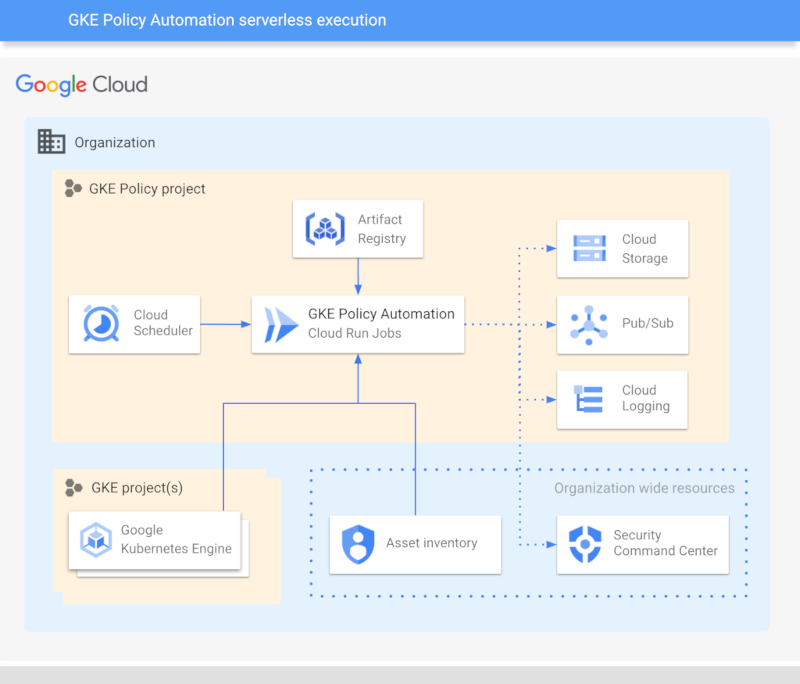 GKE Policy Automation serverless execution
Google Cloud
Organization
GKE Policy project
Artifact
Registry
Cloud
Storage
Cloud
Scheduler
GKE Policy Automation
Cloud Run Jobs
Pub/Sub
Cloud
Logging
GKE project(s)
Organization wide resources
Google
Kubernetes Engine
Asset inventory
Security
Command Center